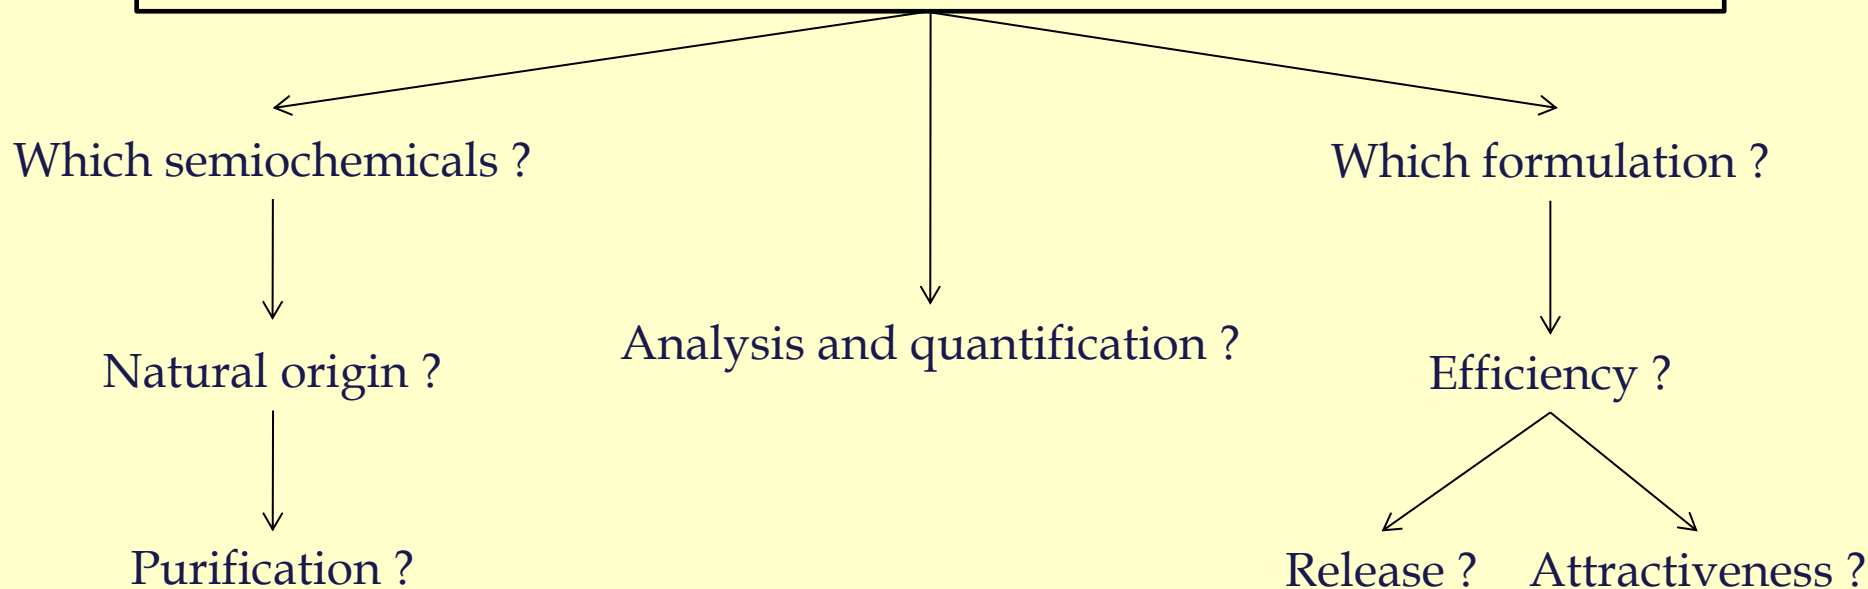 Which semiochemicals ?
Which formulation ?
Analysis and quantification ?
Natural origin ?
Efficiency ?
Purification ?
Release ?
Attractiveness ?